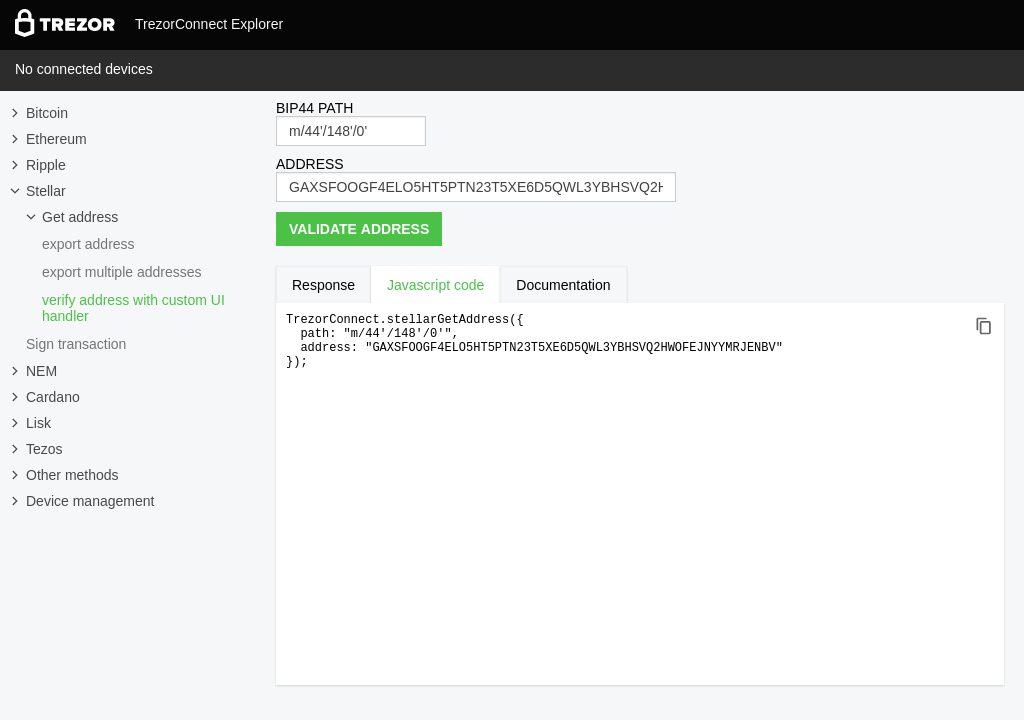 TREZOR TrezorConnect Explorer
No connected devices
Bitcoin
Ethereum
Ripple
Stellar
Get address
export address
export multiple addresses
verify address with custom UI
handler
Sign transaction
NEM
Cardano
Lisk
Tezos
Other methods
Device management
BIP44 PATH
m/44'/148'/0'
ADDRESS
GAXSFOOGF4ELO5HT5PTN23T5XE6D5QWL3YBHSVQ2H
VALIDATE ADDRESS
Response Javascript code Documentation
TrezorConnect.stellarGetAddress({
  path: "m/44'/148'/0'",
  address: "GAXSFOOGF4ELO5HT5PTN23T5XE6D5QWL3YBHSVQ2HWOFEJNYYMRJENBV"
});